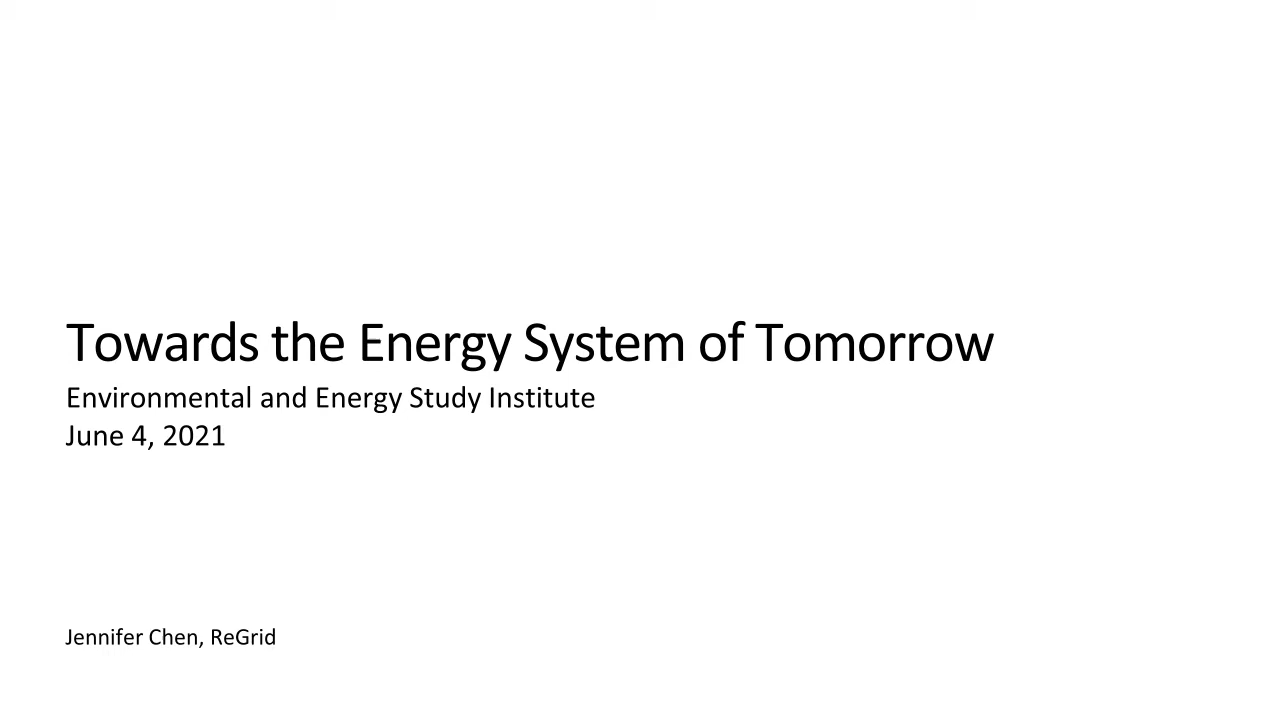 Towards the Energy System of Tomorrow
Environmental and Energy Study Institute
June 4, 2021
Jennifer Chen, ReGrid